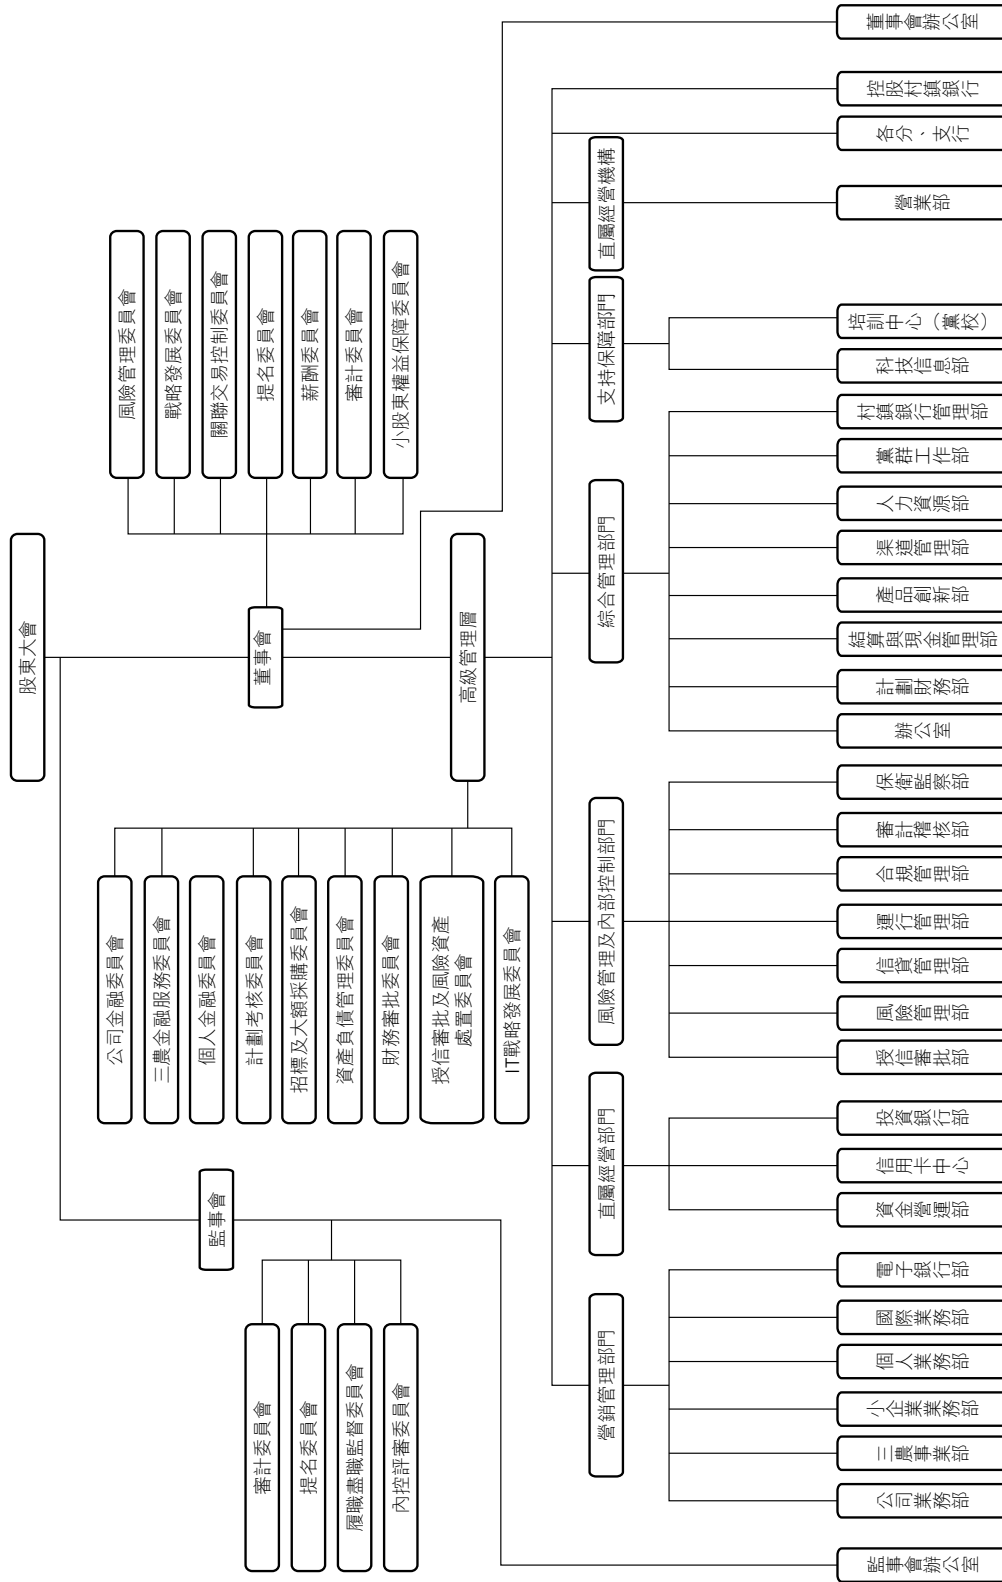 股東大會
監事會
董事會
高級管理層
審計委員會
提名委員會
履職盡職監督委員會
內控評審委員會
公司金融委員會
三農金融服務委員會
個人金融委員會
計劃考核委員會
招標及大額採購委員會
資產負債管理委員會
財務審批委員會
授信審批及風險資產
處置委員會
IT戰略發展委員會
風險管理委員會
戰略發展委員會
關聯交易控制委員會
提名委員會
薪酬委員會
審計委員會
小股東權益保障委員會
營銷管理部門
直屬經營部門
風險管理及內部控制部門
綜合管理部門
支持保障部門
直屬經營機構
監事會辦公室
公司業務部
三農事業部
小企業業務部
個人業務部
國際業務部
電子銀行部
資金營運部
信用卡中心
投資銀行部
授信審批部
風險管理部
信貸管理部
運行管理部
合規管理部
審計稽核部
保衛監察部
辦公室
計劃財務部
結算與現金管理部
產品創新部
渠道管理部
人力資源部
黨群工作部
村鎮銀行管理部
科技信息部
培訓中心（黨校）
營業部
各分、支行
控股村鎮銀行
董事會辦公室